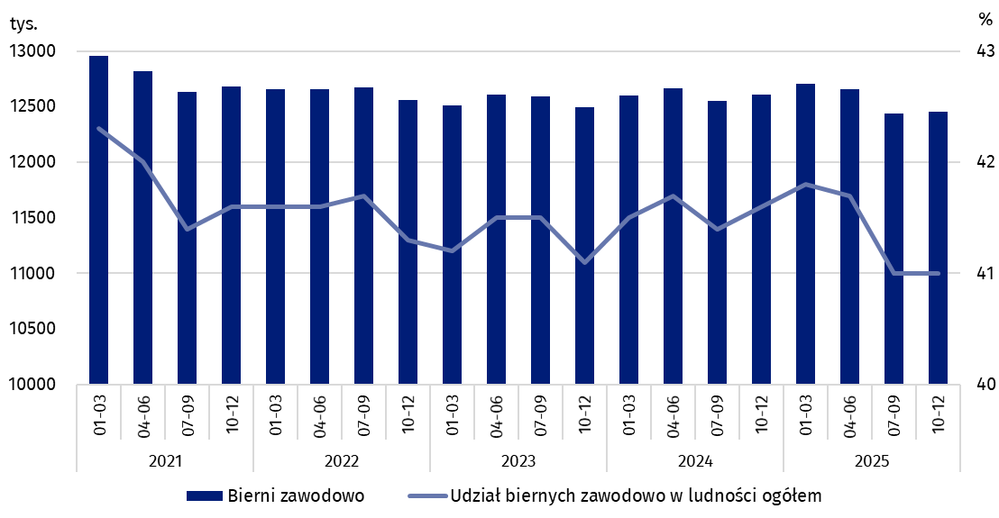 tys. %
13000 43
12500
12000 42
11500
11000 41
10500
10000 40
01-03 04-06 07-09 10-12 01-03 04-06 07-09 10-12 01-03 04-06 07-09 10-12 01-03 04-06 07-09 10-12 01-03 04-06 07-09 10-12
2021 2022 2023 2024 2025
Bierni zawodowo Udział biernych zawodowo w ludności ogółem